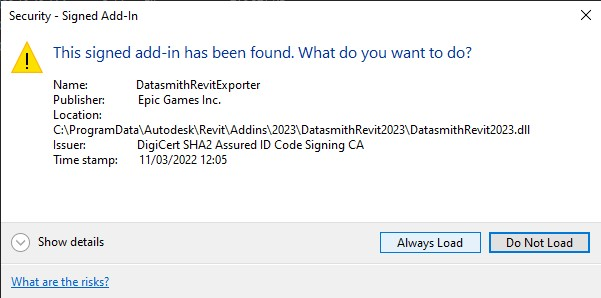 Security - Signed Add-In
This signed add-in has been found. What do you want to do?
Name: DatasmithRevitExporter
Publisher: Epic Games Inc.
Location:
C:\ProgramData\Autodesk\Revit\Addins\2023\DatasmithRevit2023\DatasmithRevit2023.dll
Issuer: DigiCert SHA2 Assured ID Code Signing CA
Time stamp: 11/03/2022 12:05
Show details
Always Load
Do Not Load
What are the risks?